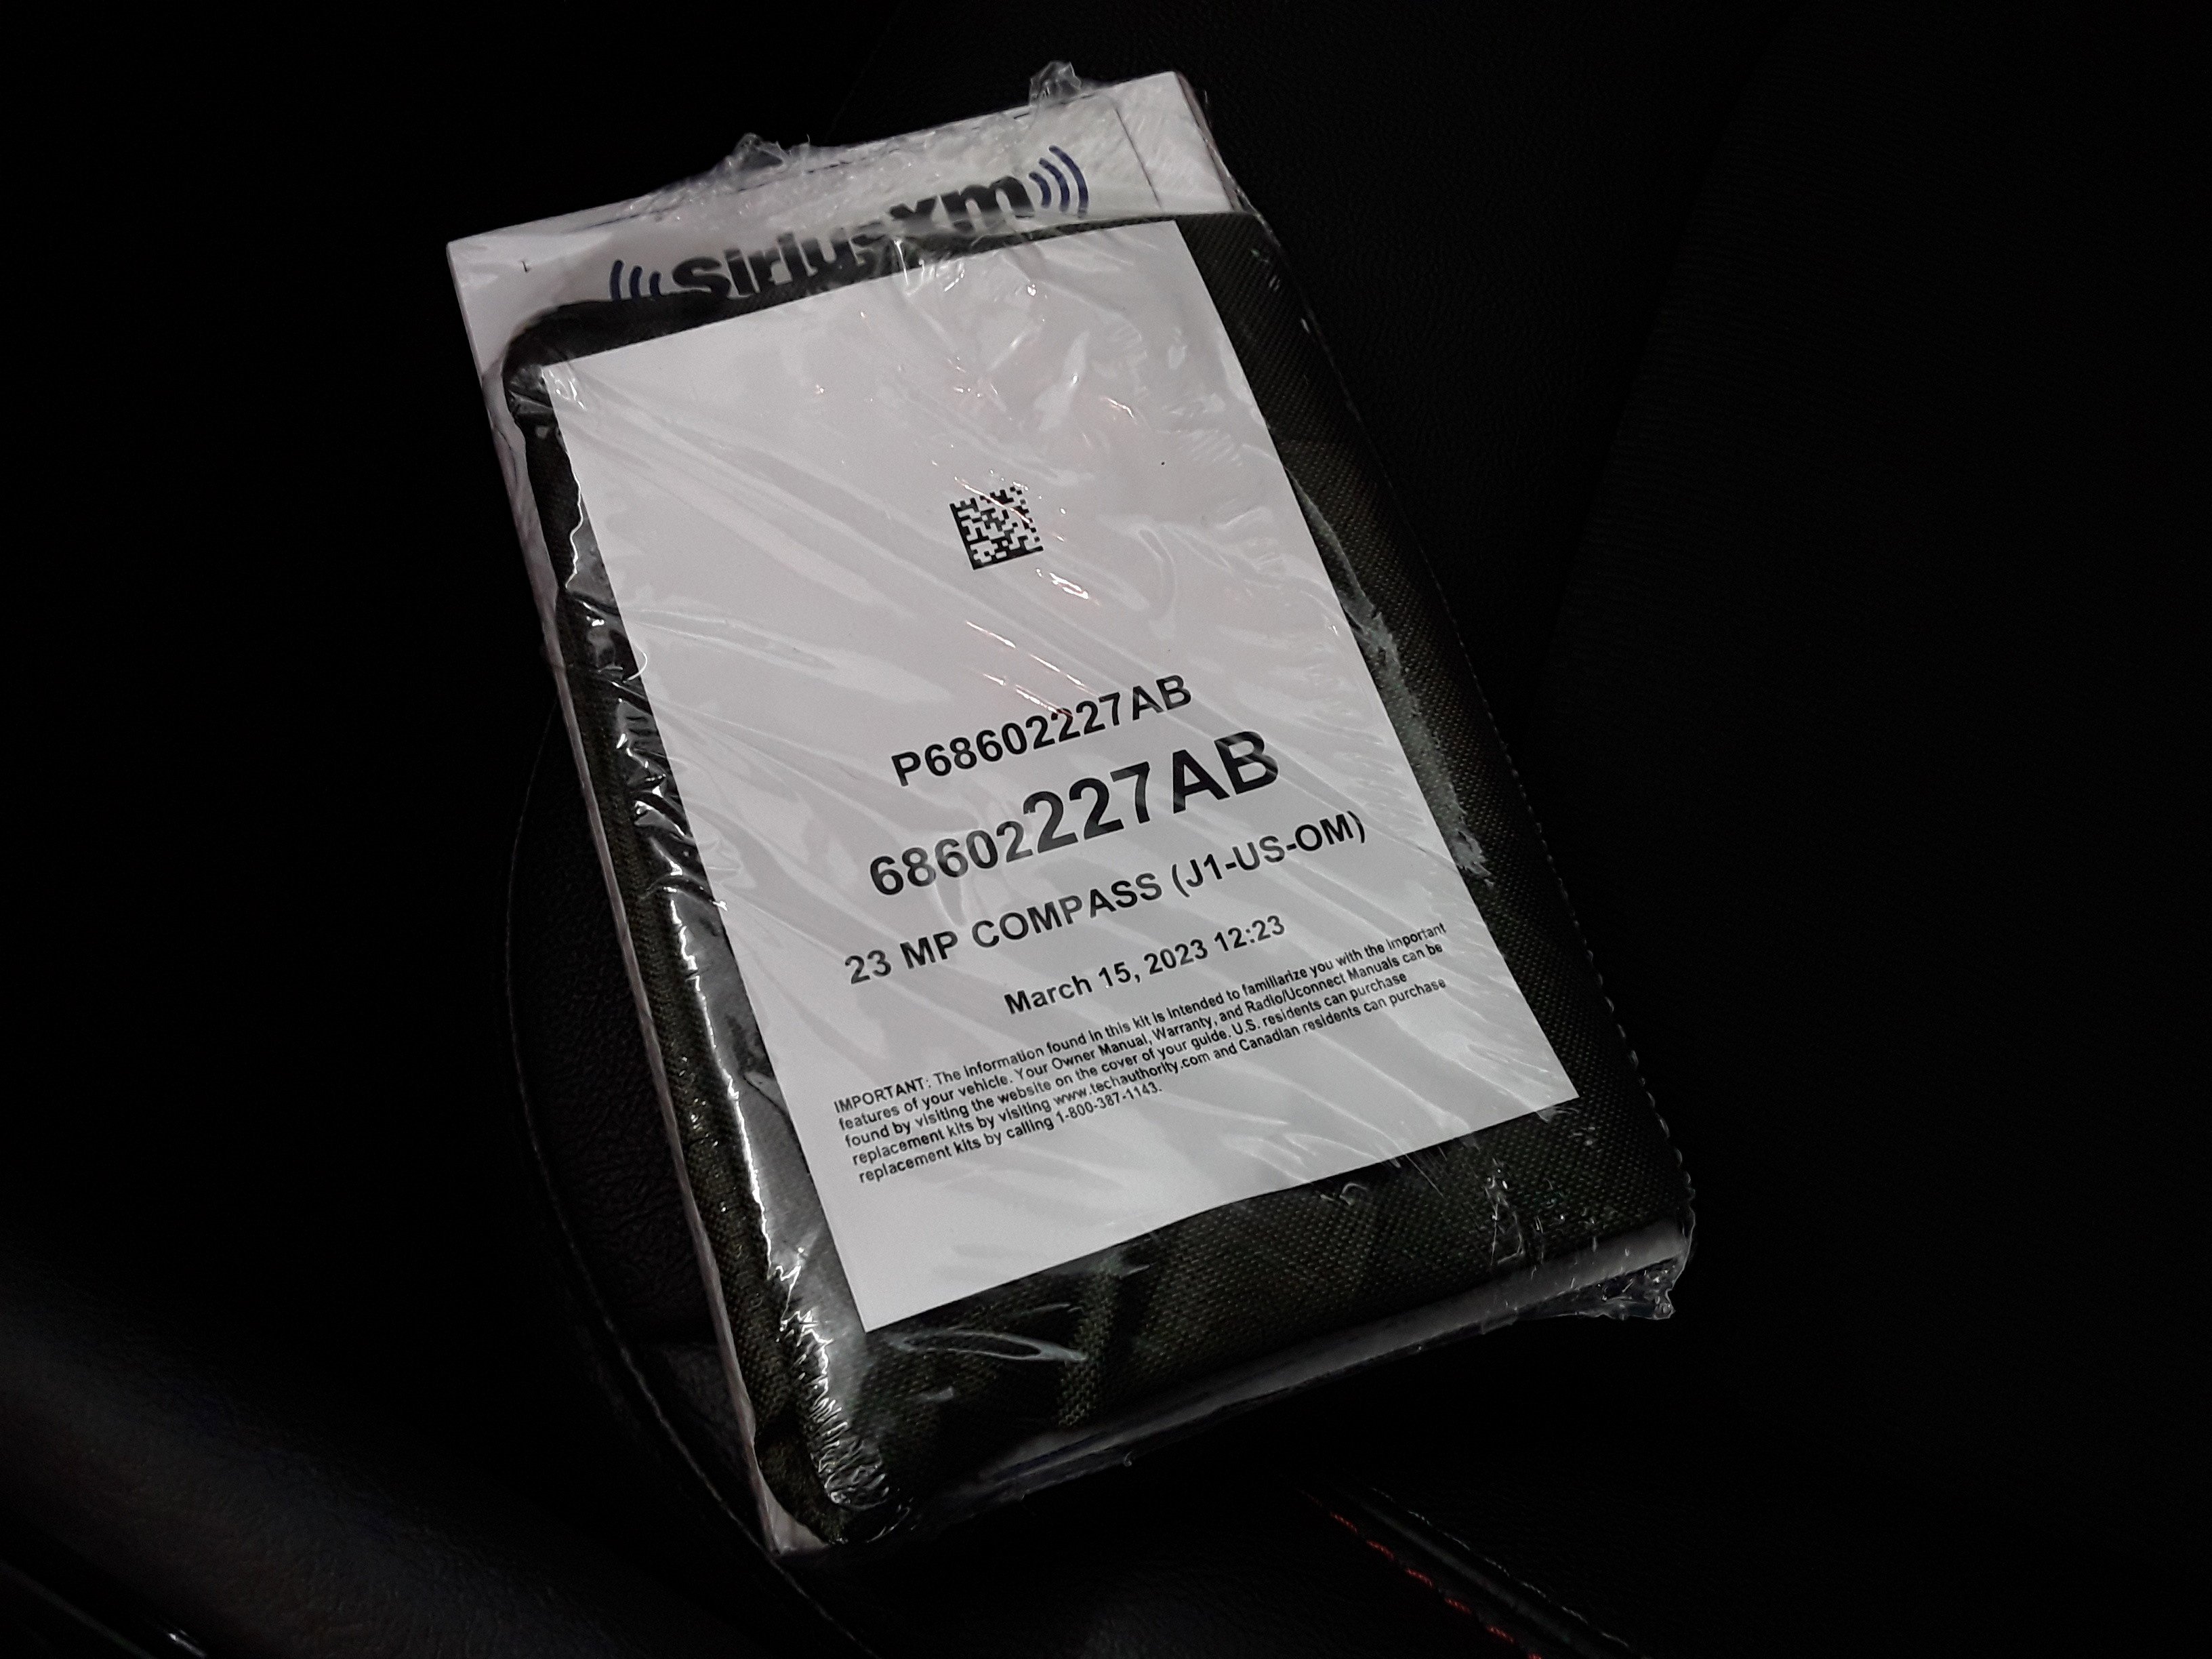 SiriusXm
P68602227AB
68602227AB
23 MP COMPASS (J1-US-OM)
March 15, 2023 12:23
IMPORTANT: The information found in this kit is intended to familiarize you with the important
features of your vehicle. Your Owner Manual, Warranty, and Radio/Uconnect Manuals can be
found by visiting the website on the cover of your guide. U.S. residents can purchase
replacement kits by visiting www.techauthority.com and Canadian residents can purchase
replacement kits by calling 1-800-387-1143.